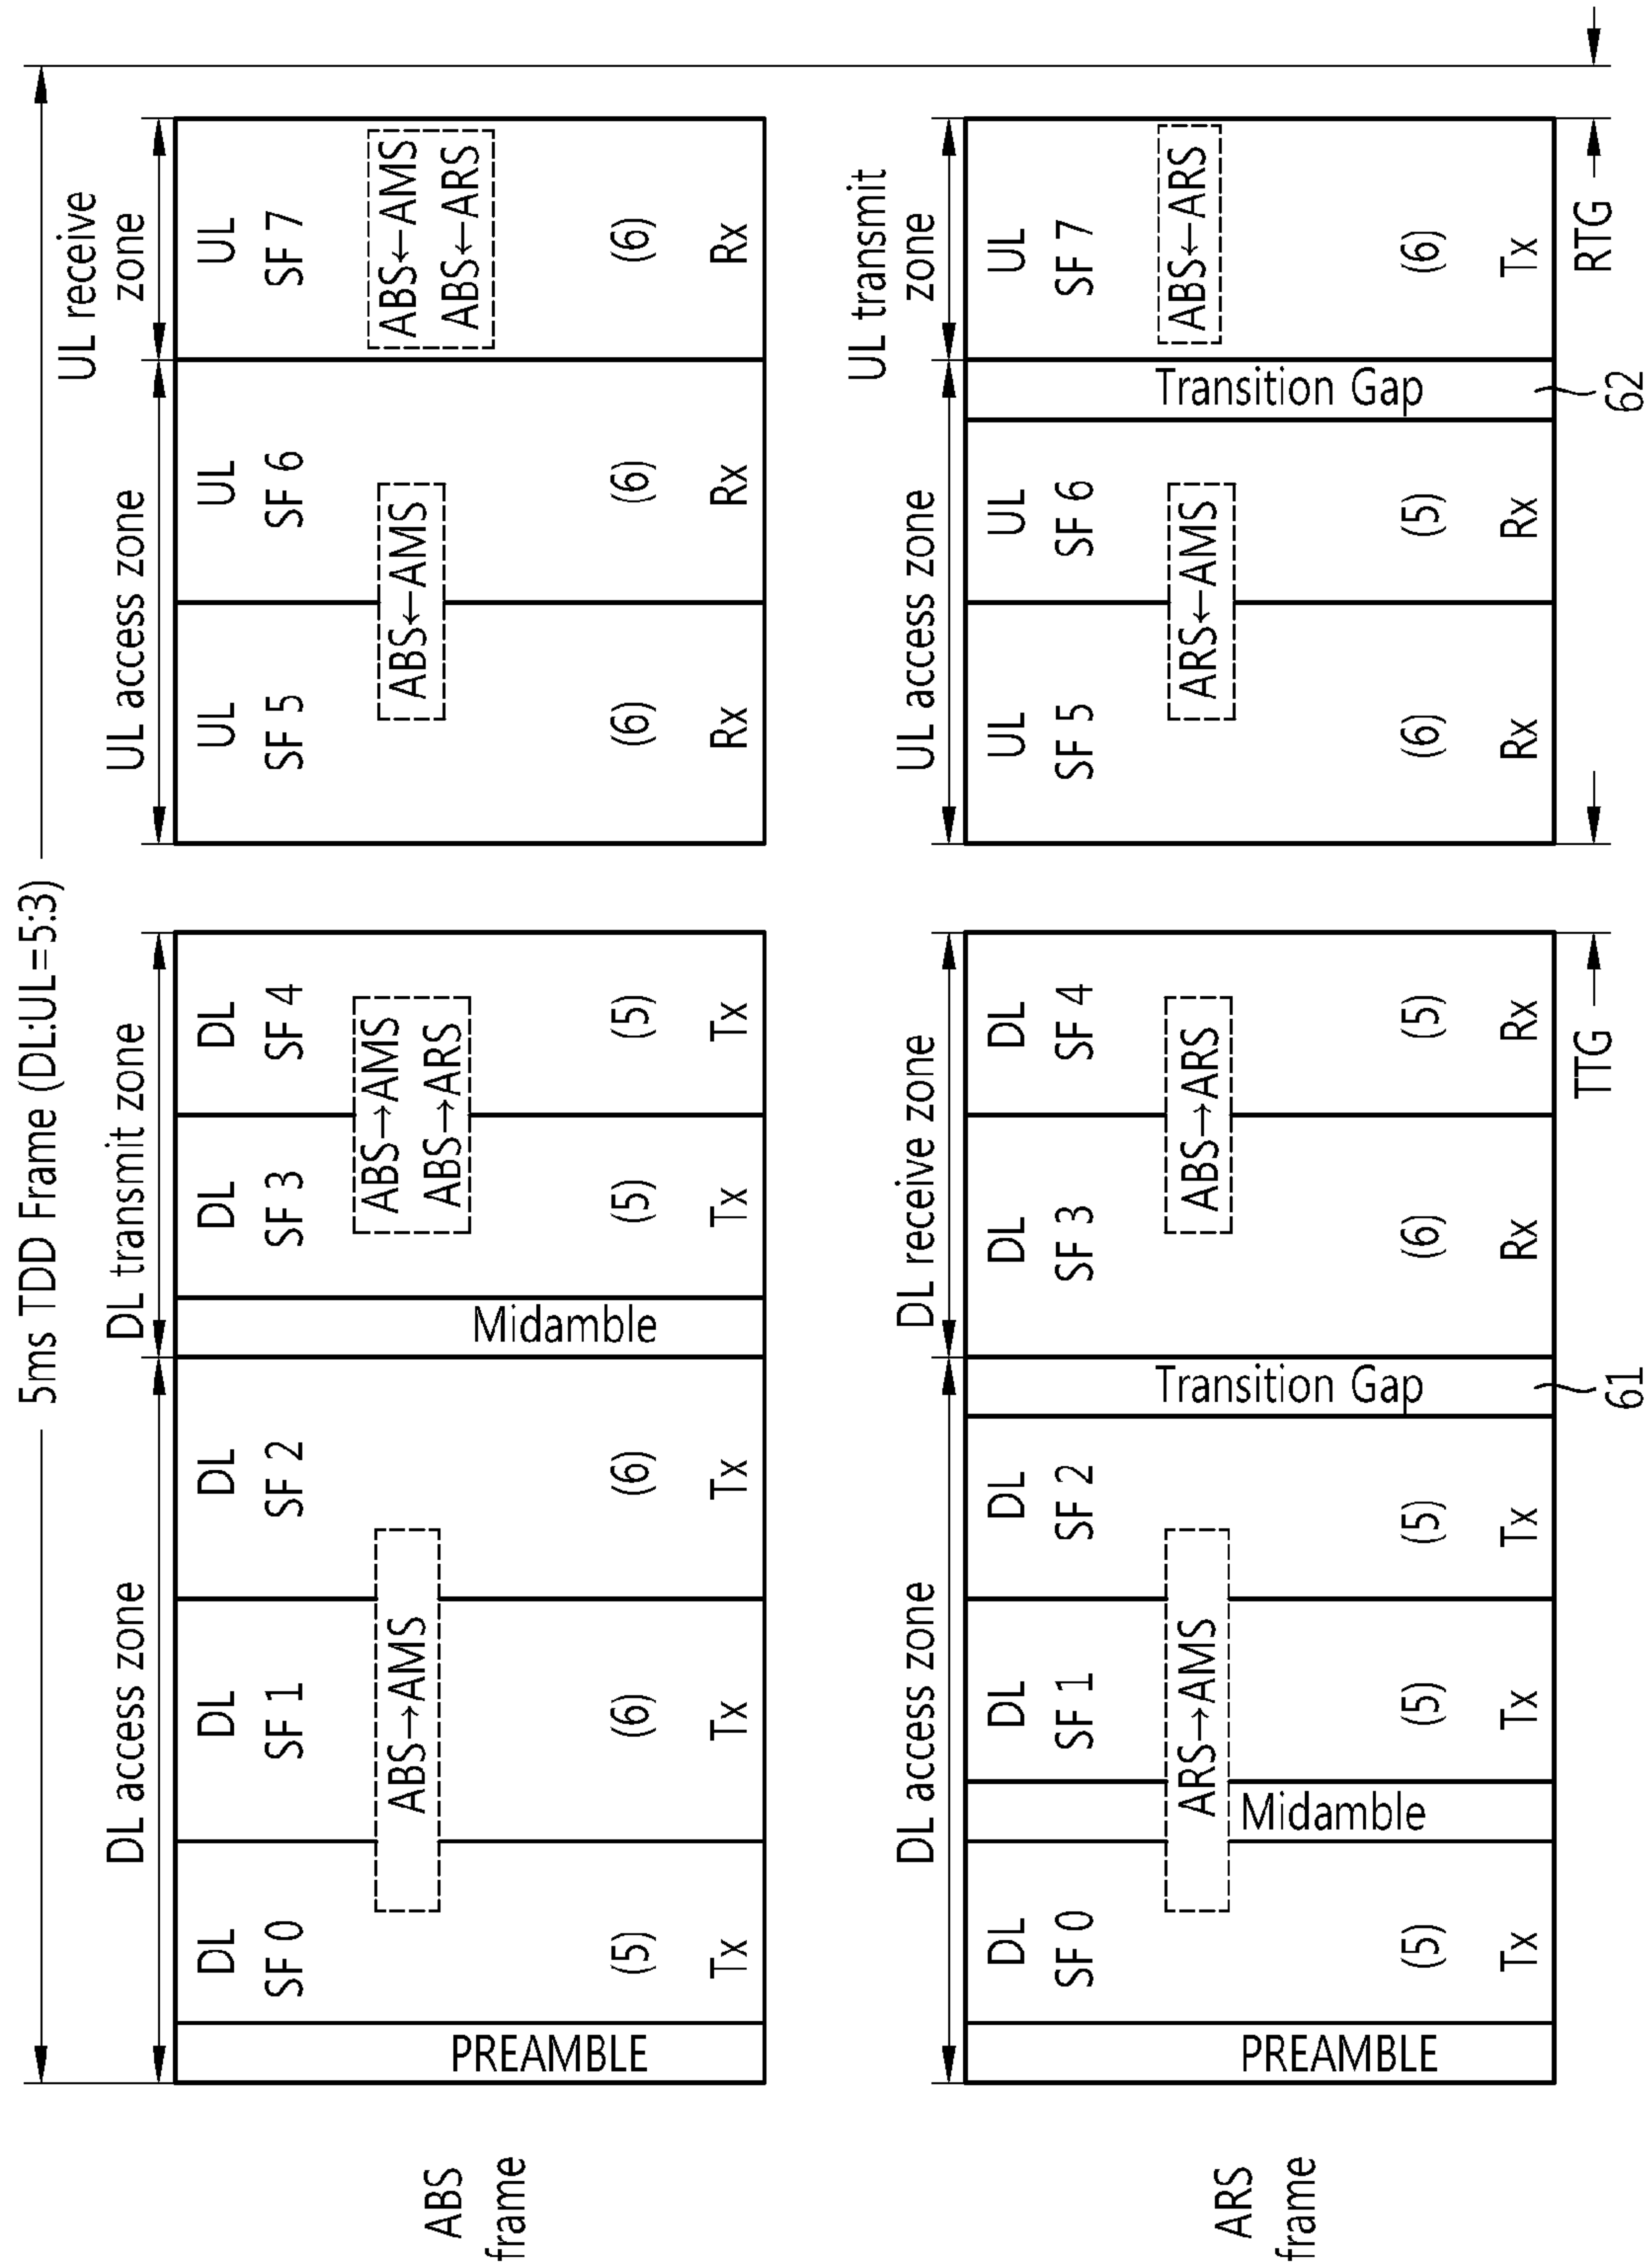 5ms TDD Frame (DL:UL=5:3)
DL access zone
DL transmit zone
UL access zone
UL receive
zone
ABS
frame
PREAMBLE
DL
SF 0
(5)
Tx
DL
SF 1
(6)
Tx
ABS→AMS
DL
SF 2
(6)
Tx
Midamble
DL
SF 3
(5)
Tx
ABS→AMS
ABS→ARS
DL
SF 4
(5)
Tx
UL
SF 5
(6)
Rx
ABS←AMS
UL
SF 6
(6)
Rx
UL
SF 7
ABS←AMS
ABS←ARS
(6)
Rx
DL access zone
DL receive zone
UL access zone
UL transmit
zone
ARS
frame
PREAMBLE
DL
SF 0
(5)
Tx
Midamble
ARS→AMS
DL
SF 1
(5)
Tx
DL
SF 2
(5)
Tx
Transition Gap
DL
SF 3
(6)
Rx
ABS→ARS
DL
SF 4
(5)
Rx
UL
SF 5
(6)
Rx
ARS←AMS
UL
SF 6
(5)
Rx
Transition Gap
UL
SF 7
ABS←ARS
(6)
Tx
61
TTG
62
RTG